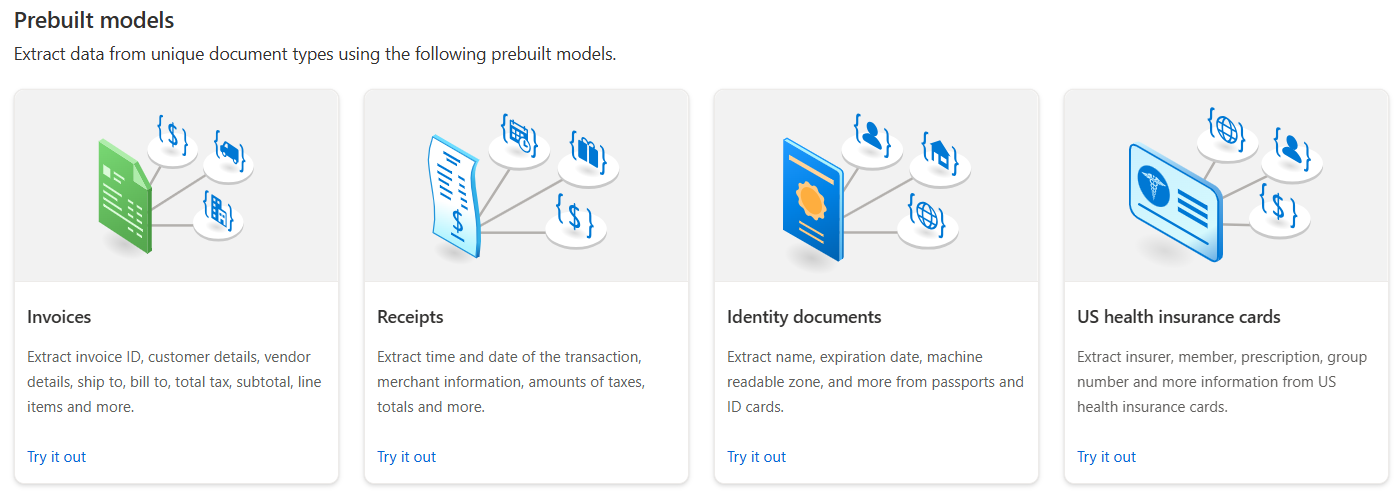 Prebuilt models
Extract data from unique document types using the following prebuilt models.
Invoices
Extract invoice ID, customer details, vendor
details, ship to, bill to, total tax, subtotal, line
items and more.
Try it out
Receipts
Extract time and date of the transaction,
merchant information, amounts of taxes,
totals and more.
Try it out
Identity documents
Extract name, expiration date, machine
readable zone, and more from passports and
ID cards.
Try it out
US health insurance cards
Extract insurer, member, prescription, group
number and more information from US
health insurance cards.
Try it out